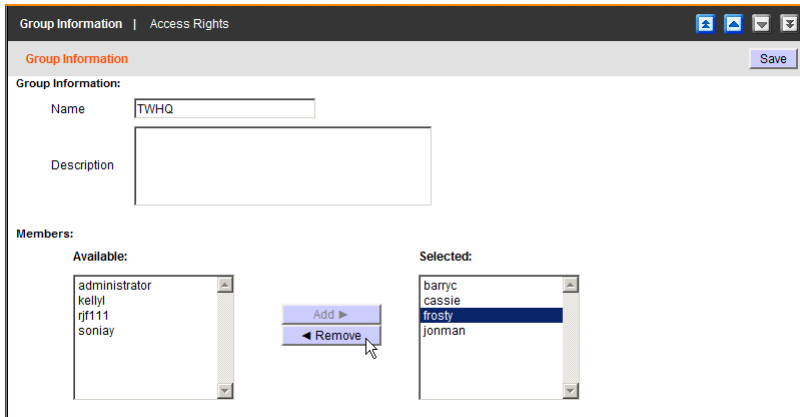 Group Information | Access Rights
Group Information Save
Group Information:
Name TWHQ
Description
Members:
Available: Selected:
administrator barryc
kellyl cassie
rjf111 Add ► frosty
soniay ◄ Remove jonman